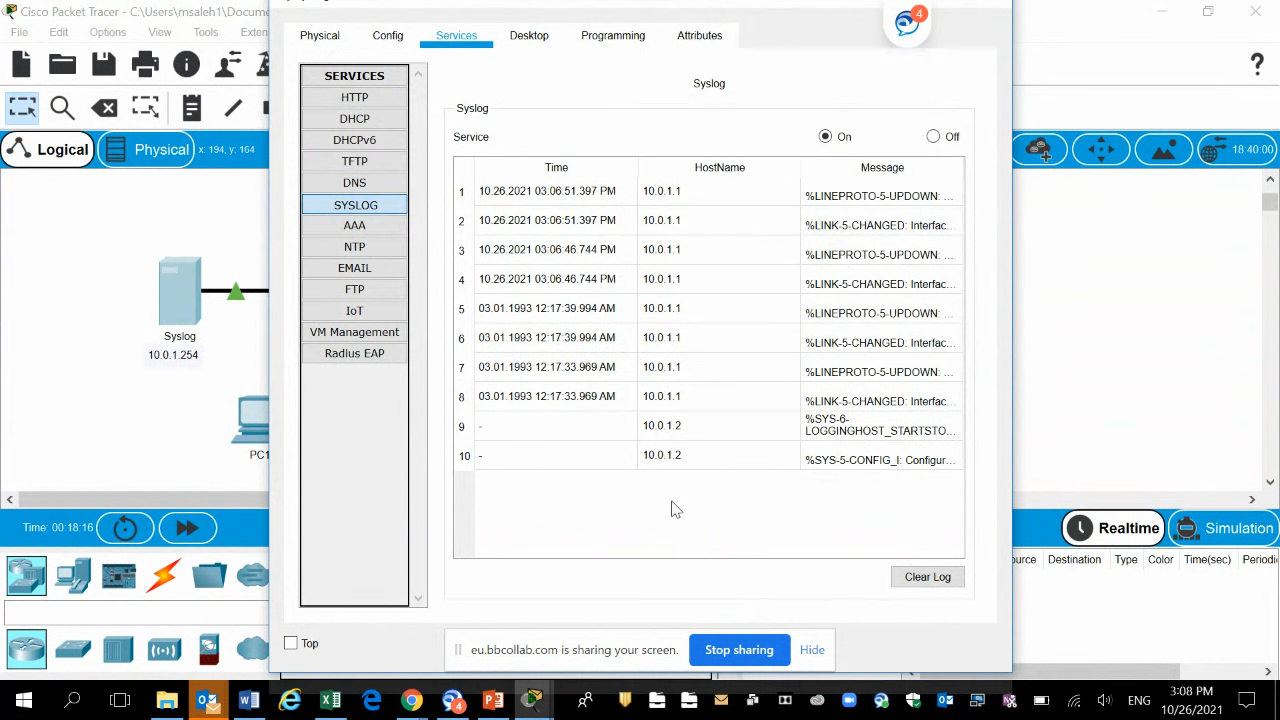 Cisco Packet Tracer - C:\Users\msaleh1\Docume
File Edit Options View Tools Exten
Logical Physical x: 194, y: 164
18:40:00
Syslog
10.0.1.254
PC1
Physical Config Services Desktop Programming Attributes
4
SERVICES
HTTP
DHCP
DHCPv6
TFTP
DNS
SYSLOG
AAA
NTP
EMAIL
FTP
IoT
VM Management
Radius EAP
Syslog
Syslog
Service On Off
Time HostName Message
1 10.26.2021 03:06:51.397 PM 10.0.1.1 %LINEPROTO-5-UPDOWN: ...
2 10.26.2021 03:06:51.397 PM 10.0.1.1 %LINK-5-CHANGED: Interfac...
3 10.26.2021 03:06:46.744 PM 10.0.1.1 %LINEPROTO-5-UPDOWN: ...
4 10.26.2021 03:06:46.744 PM 10.0.1.1 %LINK-5-CHANGED: Interfac...
5 03.01.1993 12:17:39.994 AM 10.0.1.1 %LINEPROTO-5-UPDOWN: ...
6 03.01.1993 12:17:39.994 AM 10.0.1.1 %LINK-5-CHANGED: Interfac...
7 03.01.1993 12:17:33.969 AM 10.0.1.1 %LINEPROTO-5-UPDOWN: ...
8 03.01.1993 12:17:33.969 AM 10.0.1.1 %LINK-5-CHANGED: Interfac...
9 - 10.0.1.2 %SYS-6-
LOGGINGHOST_STARTSTO...
10 - 10.0.1.2 %SYS-5-CONFIG_I: Configur...
Clear Log
Top
eu.bbcollab.com is sharing your screen. Stop sharing Hide
Time: 00:18:16
Realtime Simulation
ource Destination Type Color Time(sec) Periodi
4
ENG
3:08 PM
10/26/2021